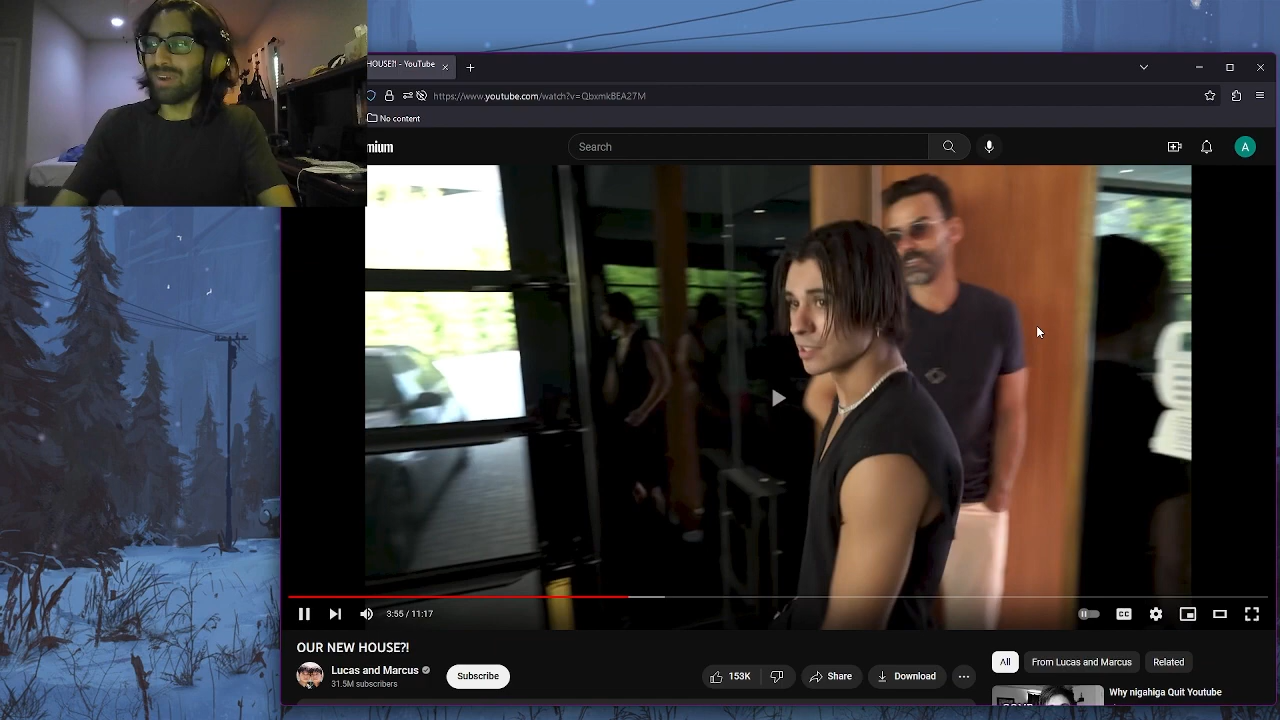 HOUSE?! - YouTube
https://www.youtube.com/watch?v=QbxmkBEA27M
No content
mium
Search
A
3:55 / 11:17
CC
OUR NEW HOUSE?!
Lucas and Marcus
31.5M subscribers
Subscribe
153K
Share
Download
All
From Lucas and Marcus
Related
Why nigahiga Quit Youtube